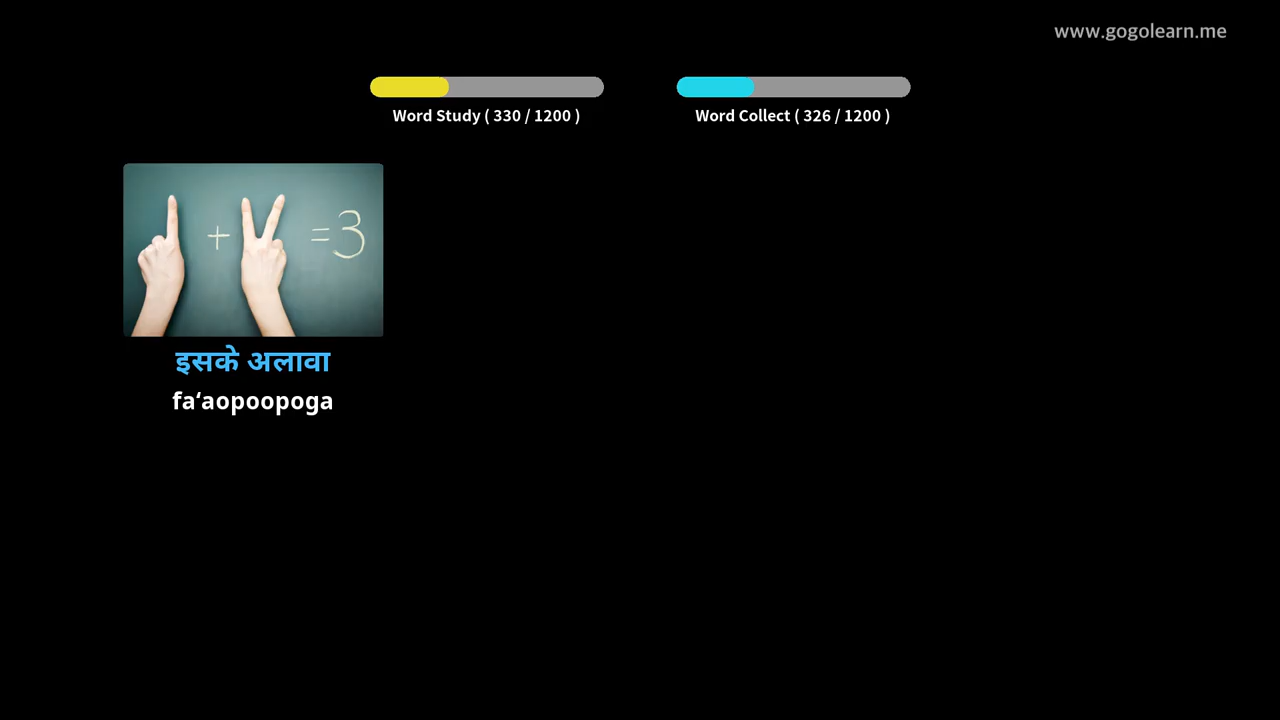 www.gogolearn.me
Word Study ( 330 / 1200 )
Word Collect ( 326 / 1200 )
+ =3
इसके अलावा
fa‘aopoopoga